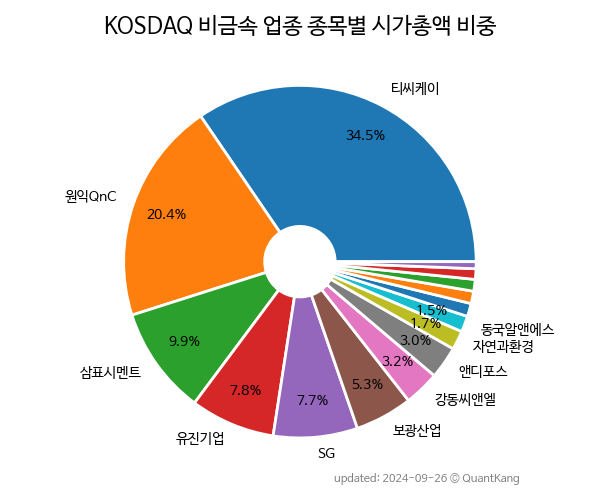 KOSDAQ 비금속 업종 종목별 시가총액 비중
티씨케이
34.5%
원익QnC
20.4%
삼표시멘트
9.9%
유진기업
7.8%
SG
7.7%
보광산업
5.3%
강동씨앤엘
3.2%
앤디포스
3.0%
자연과환경
1.7%
동국알앤에스
1.5%
updated: 2024-09-26 © QuantKang